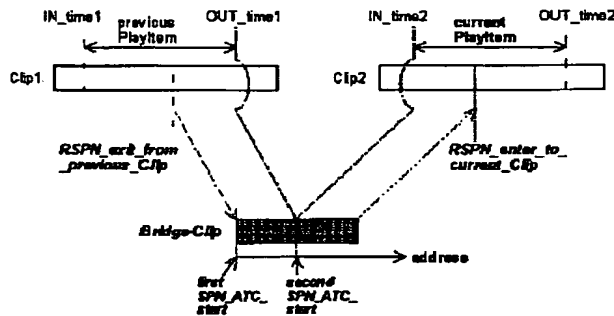 IN_time1
previous
PlayItem
OUT_time1
IN_time2
current
PlayItem
OUT_time2
Clip1
Clip2
RSPN_exit_from
_previous_Clip
RSPN_enter_to_
current_Clip
Bridge-Clip
address
first
SPN_ATC_
start
second
SPN_ATC_
start